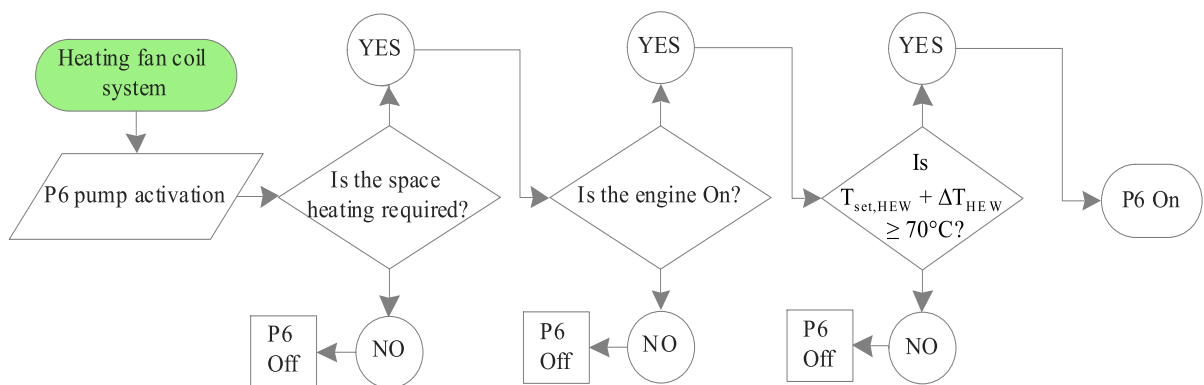 Heating fan coil
system
P6 pump activation
Is the space
heating required?
YES
NO
P6
Off
Is the engine On?
YES
NO
P6
Off
Is
T_set,HEW + ΔT_HEW
≥ 70°C?
YES
NO
P6
Off
P6 On